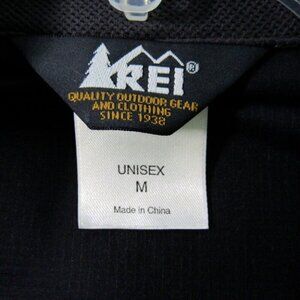 REI®
QUALITY OUTDOOR GEAR
AND CLOTHING
SINCE 1938
UNISEX
M
Made in China